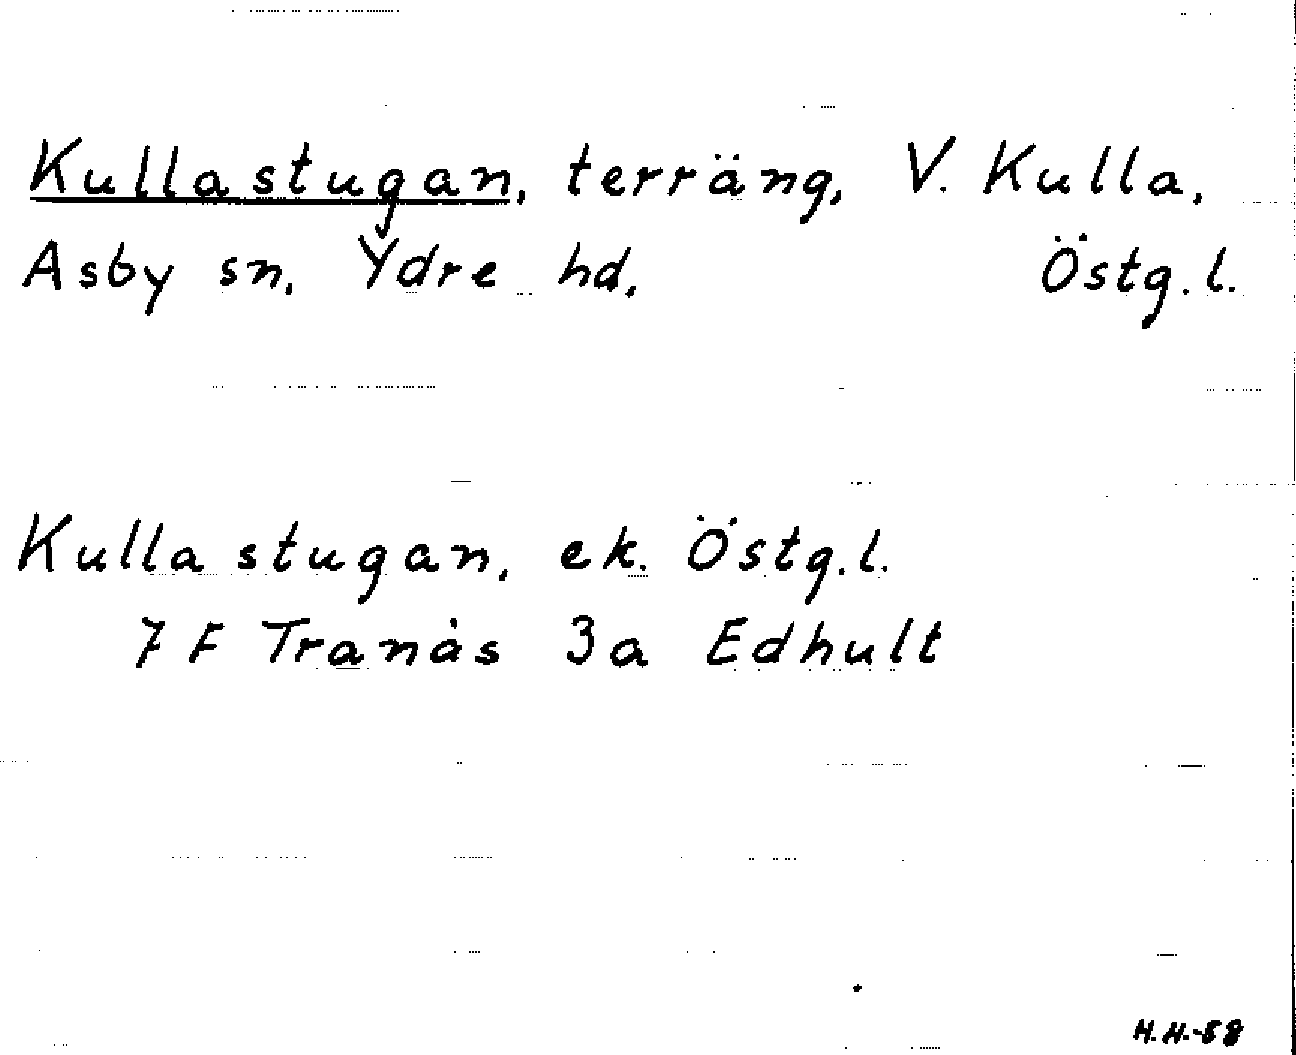 Kullastugan, terräng, V. Kulla,
Asby sn. Ydre hd. Östg.l.
Kullastugan, ek. Östg.l.
7 F Tranås 3a Edhult
H.H.-58